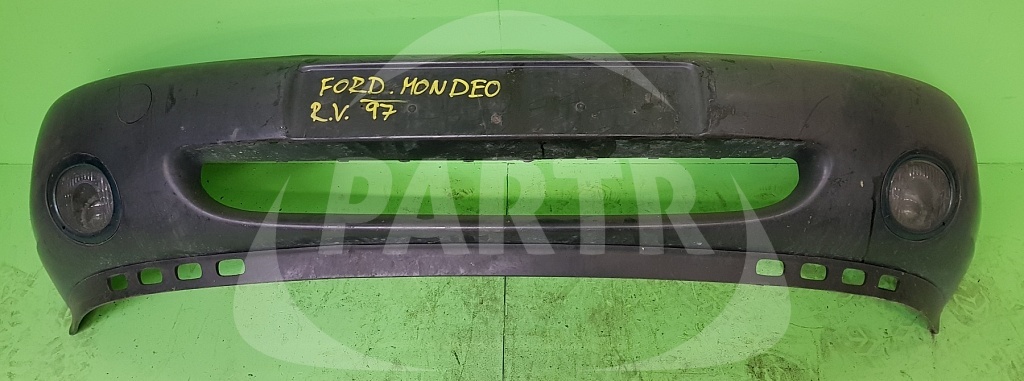 FORD. MONDEO
R.V. 97
PARTR